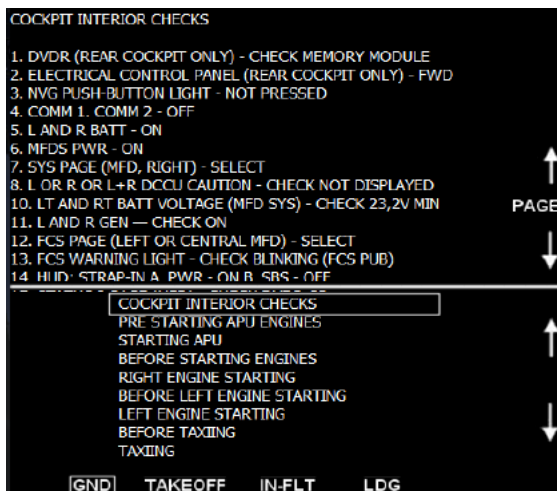 COCKPIT INTERIOR CHECKS
1. DVDR (REAR COCKPIT ONLY) - CHECK MEMORY MODULE
2. ELECTRICAL CONTROL PANEL (REAR COCKPIT ONLY) - FWD
3. NVG PUSH-BUTTON LIGHT - NOT PRESSED
4. COMM 1. COMM 2 - OFF
5. L AND R BATT - ON
6. MFDS PWR - ON
7. SYS PAGE (MFD, RIGHT) - SELECT
8. L OR R OR L+R DCCU CAUTION - CHECK NOT DISPLAYED
10. LT AND RT BATT VOLTAGE (MFD SYS) - CHECK 23,2V MIN
PAGE
11. L AND R GEN — CHECK ON
12. FCS PAGE (LEFT OR CENTRAL MFD) - SELECT
13. FCS WARNING LIGHT - CHECK BLINKING (FCS PUB)
14. HUD: STRAP-IN A. PWR - ON B. SBS - OFF
COCKPIT INTERIOR CHECKS
PRE STARTING APU ENGINES
STARTING APU
BEFORE STARTING ENGINES
RIGHT ENGINE STARTING
BEFORE LEFT ENGINE STARTING
LEFT ENGINE STARTING
BEFORE TAXIING
TAXIING
GND TAKEOFF IN-FLT LDG